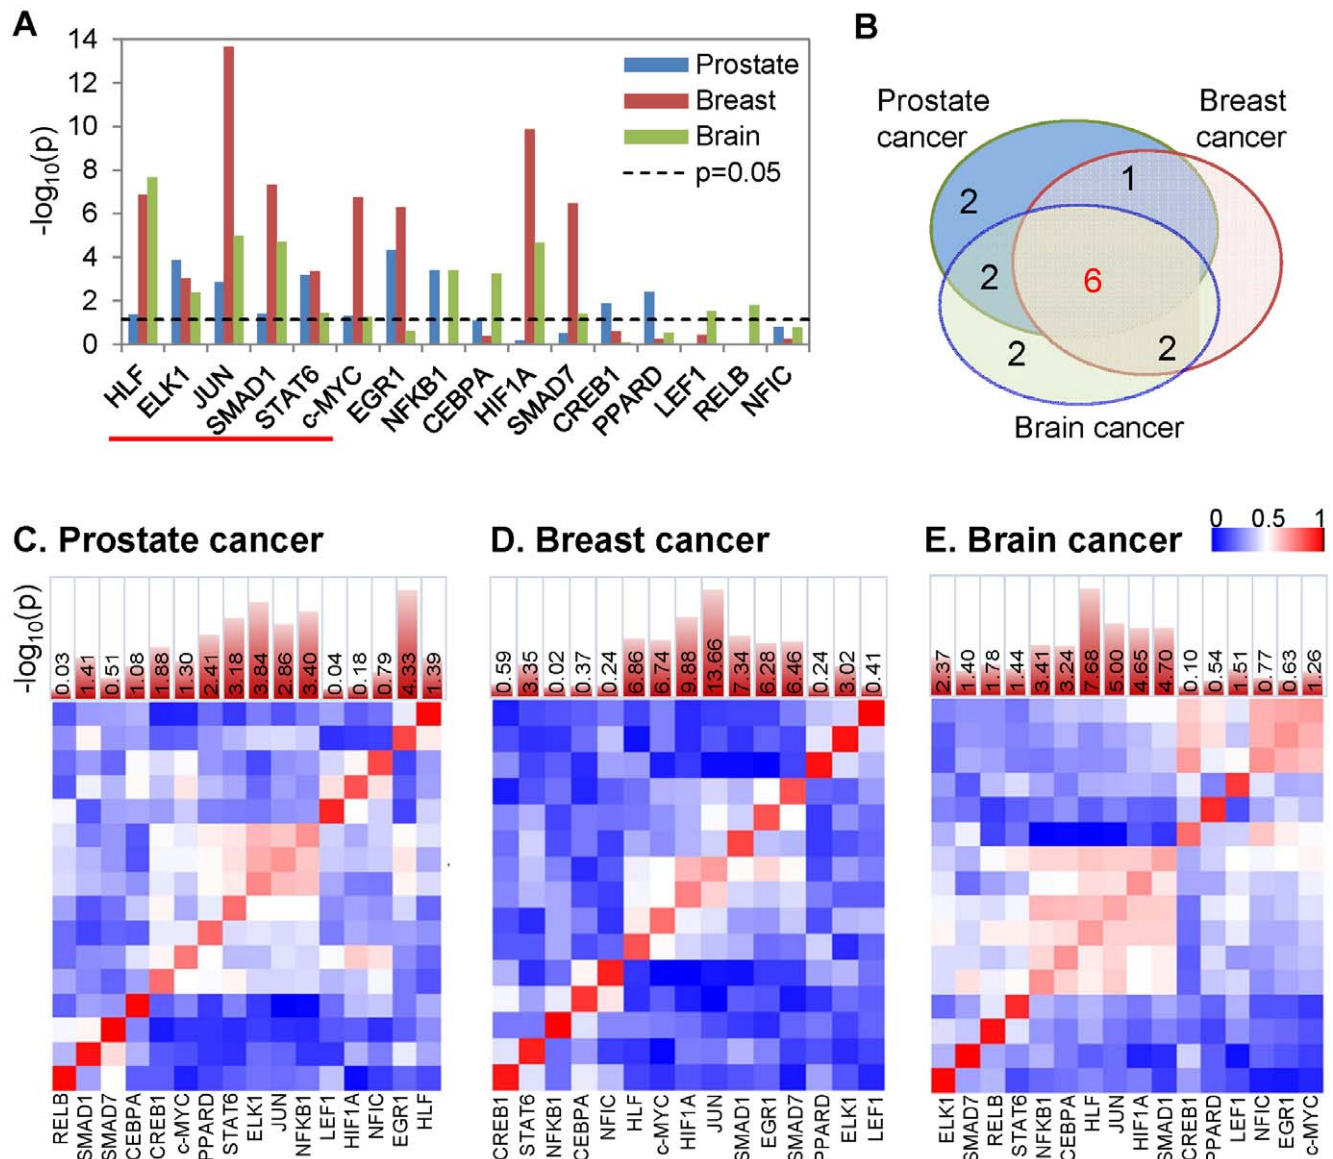 A
14
12
10
8
6
4
2
0
-log10(p)
Prostate
Breast
Brain
p=0.05
HLF
ELK1
JUN
SMAD1
STAT6
c-MYC
EGR1
NFKB1
CEBPA
HIF1A
SMAD7
CREB1
PPARD
LEF1
RELB
NFIC
B
Prostate
cancer
Breast
cancer
2
1
2
6
2
2
Brain cancer
C. Prostate cancer
-log10(p)
0.03
1.41
0.51
1.08
1.88
1.30
2.41
3.18
3.84
2.86
3.40
0.04
0.18
0.79
4.33
1.39
RELB
SMAD1
SMAD7
CEBPA
CREB1
c-MYC
PPARD
STAT6
ELK1
JUN
NFKB1
LEF1
HIF1A
NFIC
EGR1
HLF
D. Breast cancer
0.59
3.35
0.02
0.37
0.24
6.86
6.74
9.88
13.66
7.34
6.28
6.46
0.24
3.02
0.41
CREB1
STAT6
NFKB1
CEBPA
NFIC
HLF
c-MYC
HIF1A
JUN
SMAD1
EGR1
SMAD7
PPARD
ELK1
LEF1
E. Brain cancer
0 0.5 1
2.37
1.40
1.78
1.44
3.41
3.24
7.68
5.00
4.65
4.70
0.10
0.54
1.51
0.77
0.63
1.26
ELK1
SMAD7
RELB
STAT6
NFKB1
CEBPA
HLF
JUN
HIF1A
SMAD1
CREB1
PPARD
LEF1
NFIC
EGR1
c-MYC